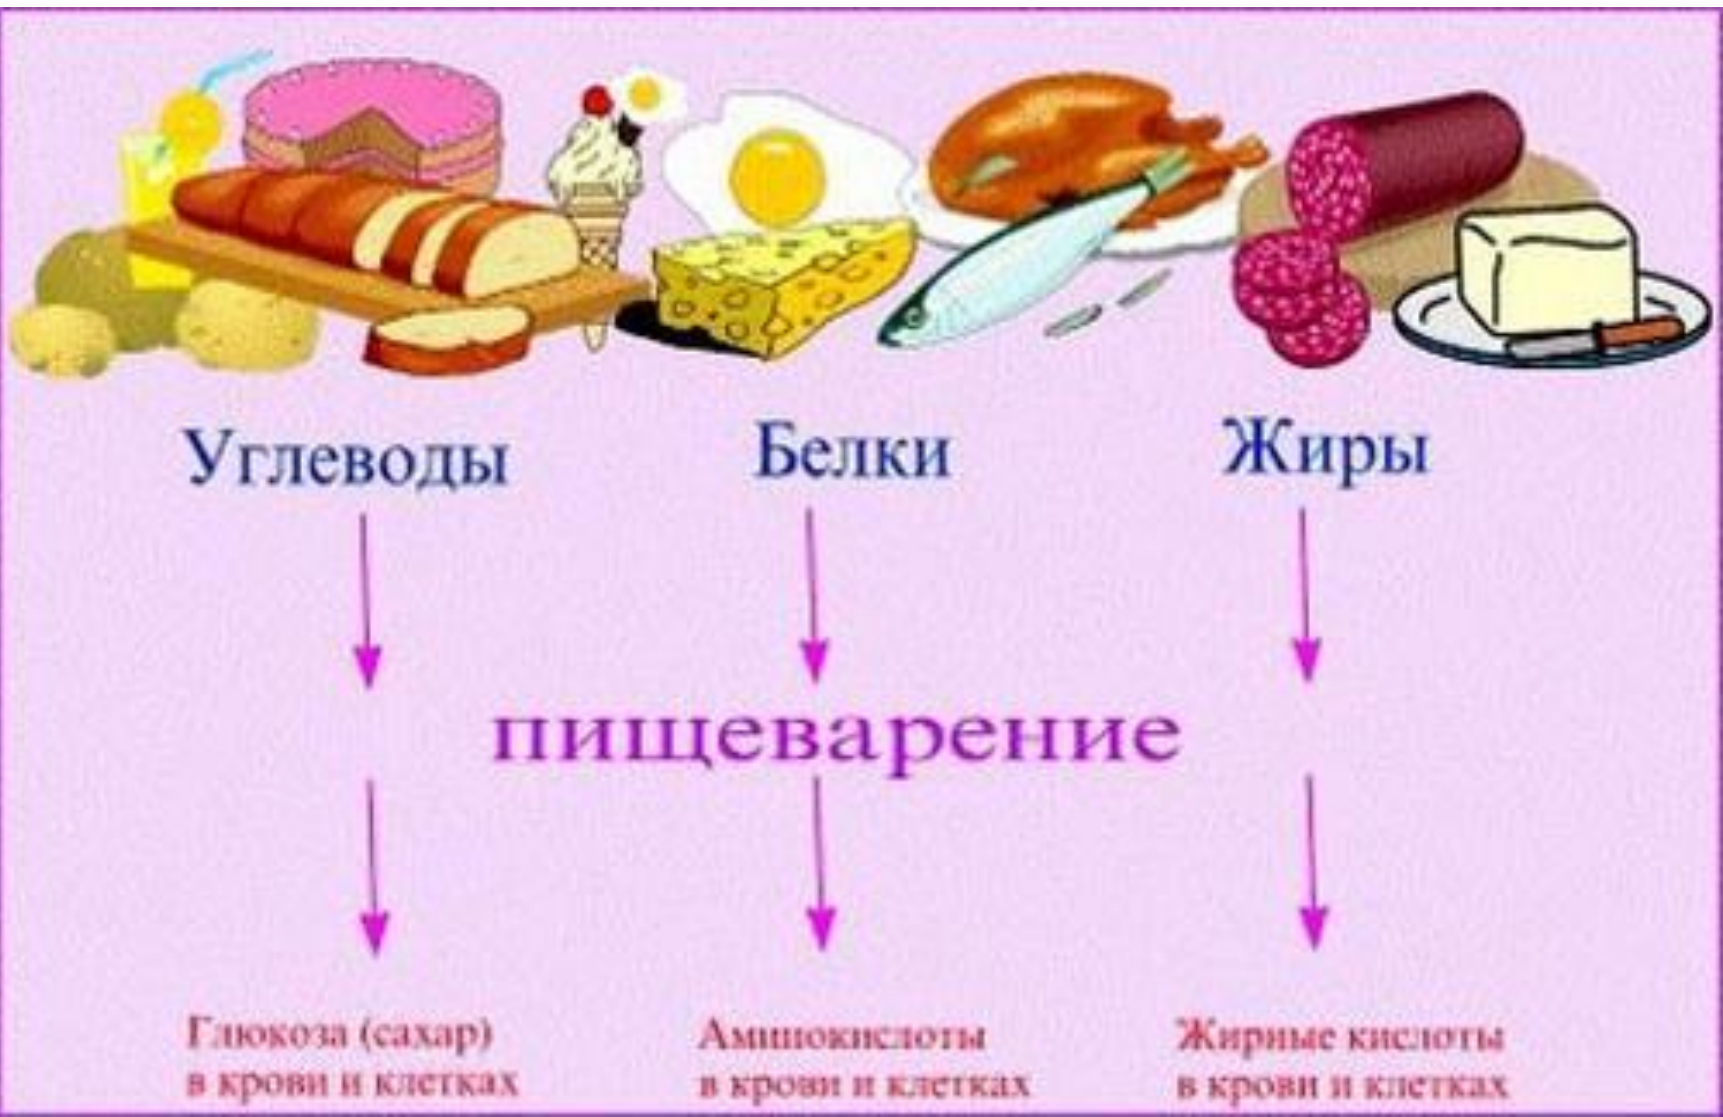 Углеводы Белки Жиры
пищеварение
Глюкоза (сахар) Аминокислоты Жирные кислоты
в крови и клетках в крови и клетках в крови и клетках